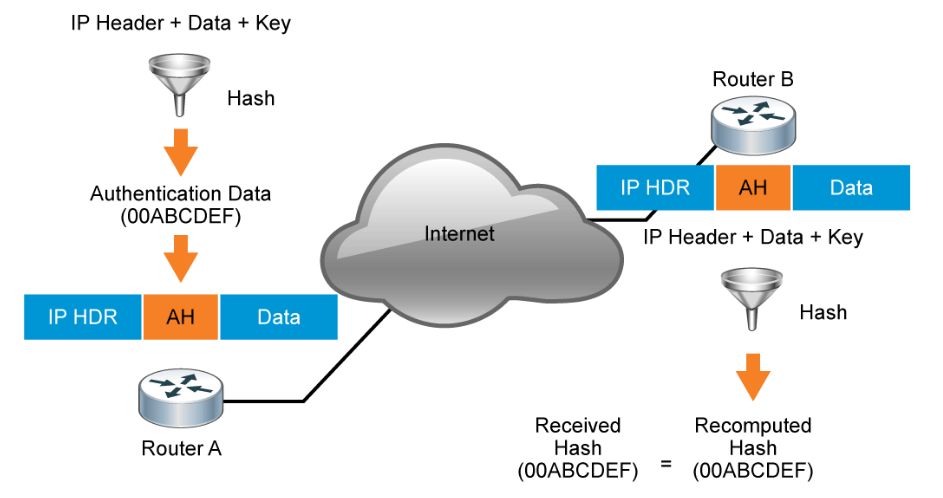 IP Header + Data + Key
Hash
Authentication Data
(00ABCDEF)
IP HDR AH Data
Router A
Internet
Router B
IP HDR AH Data
IP Header + Data + Key
Hash
Received
Hash
(00ABCDEF)
=
Recomputed
Hash
(00ABCDEF)